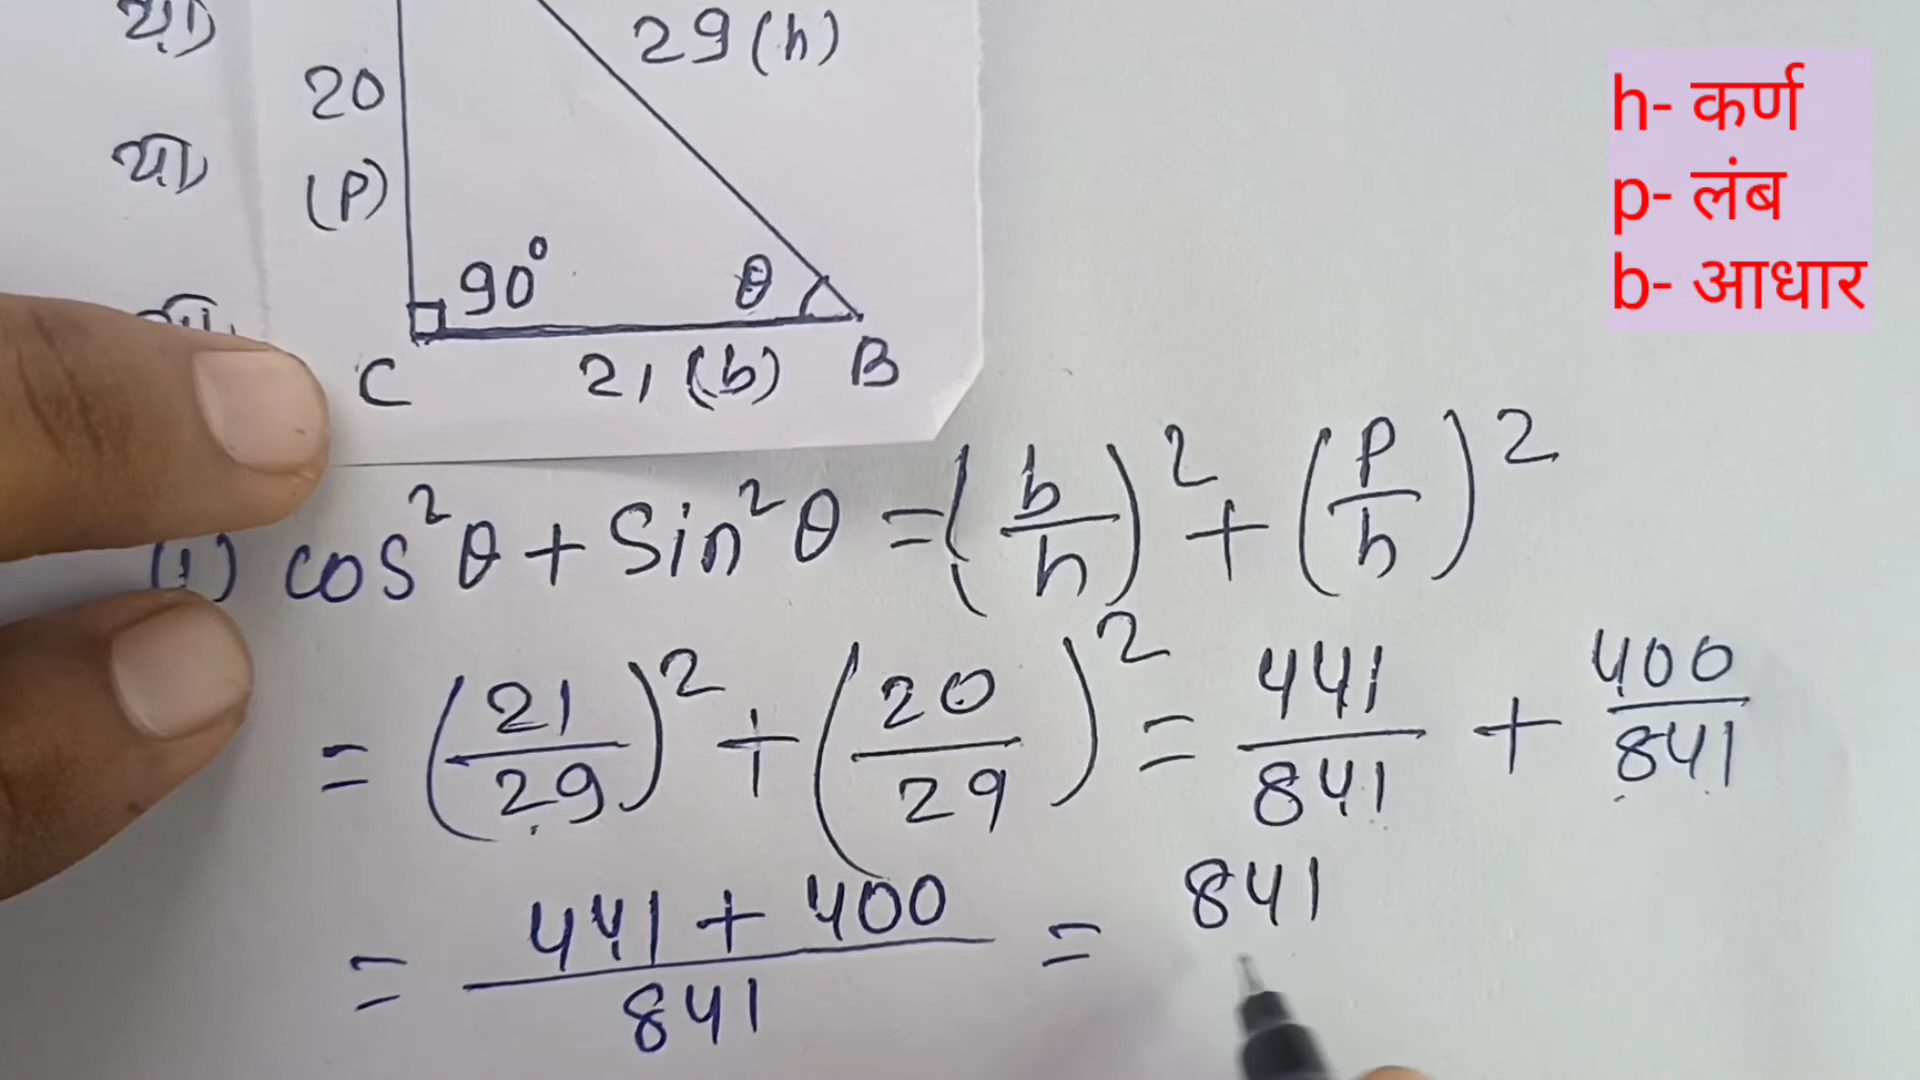 या
29 (h)
20
(P)
या
90°
θ
C
21 (b)
B
h- कर्ण
p- लंब
b- आधार
(i) cos²θ + Sin²θ = (b/h)² + (P/h)²
= (21/29)² + (20/29)² = 441/841 + 400/841
= 441 + 400/841 = 841